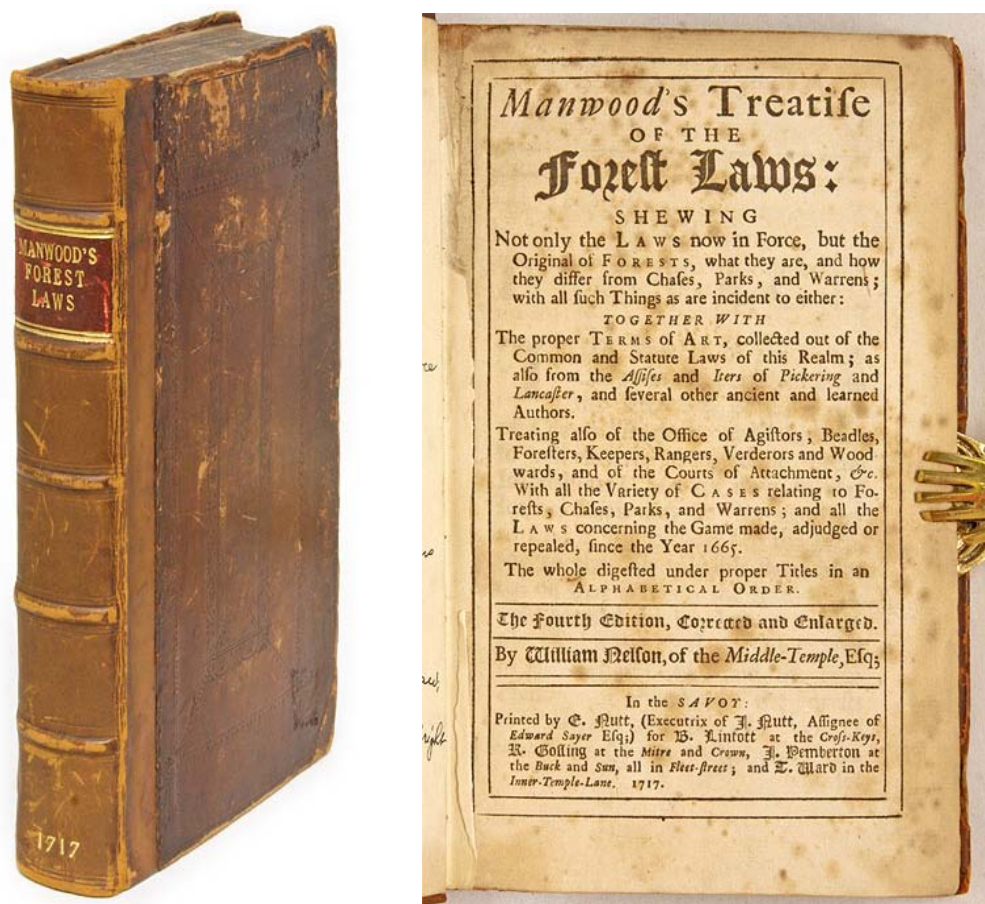 MANWOOD'S
FOREST
LAWS
1717
Manwood's Treatiſe
OF THE
Foreſt Laws:
SHEWING
Not only the LAWS now in Force, but the
Original of FORESTS, what they are, and how
they differ from Chaſes, Parks, and Warrens;
with all ſuch Things as are incident to either:
TOGETHER WITH
The proper TERMS of ART, collected out of the
Common and Statute Laws of this Realm; as
alſo from the Aſſiſes and Iters of Pickering and
Lancaſter, and ſeveral other ancient and learned
Authors.
Treating alſo of the Office of Agiſtors, Beadles,
Foreſters, Keepers, Rangers, Verderors and Wood
wards, and of the Courts of Attachment, &c.
With all the Variety of CASES relating to Fo-
reſts, Chaſes, Parks, and Warrens; and all the
LAWS concerning the Game made, adjudged or
repealed, ſince the Year 1665.
The whole digeſted under proper Titles in an
ALPHABETICAL ORDER.
The Fourth Edition, Corrected and Enlarged.
By William Nelſon, of the Middle-Temple, Eſq;
In the SAVOY:
Printed by E. Nutt, (Executrix of J. Nutt, Aſſignee of
Edward Sayer Eſq;) for B. Lintott at the Croſs-Keys,
R. Goſling at the Mitre and Crown, J. Pemberton at
the Buck and Sun, all in Fleet-ſtreet; and T. Ward in the
Inner-Temple-Lane. 1717.